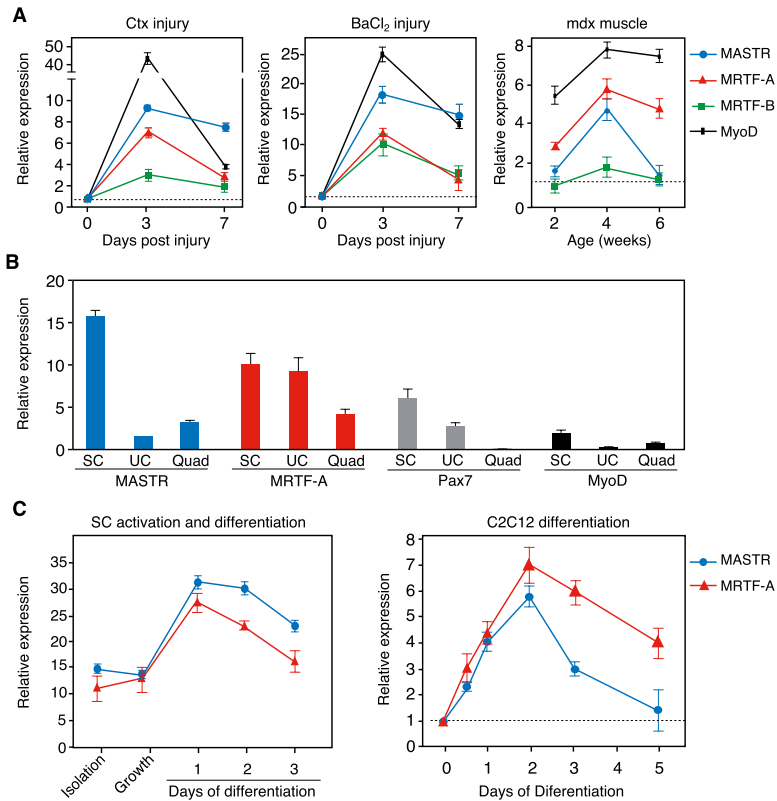 A
Ctx injury
BaCl2 injury
mdx muscle
Relative expression
50
40
10
8
6
4
2
0
0 3 7
Days post injury
Relative expression
25
20
15
10
5
0
0 3 7
Days post injury
Relative expression
8
6
4
2
0
2 4 6
Age (weeks)
MASTR
MRTF-A
MRTF-B
MyoD
B
Relative expression
20
15
10
5
0
SC UC Quad SC UC Quad SC UC Quad SC UC Quad
MASTR MRTF-A Pax7 MyoD
C
SC activation and differentiation
C2C12 differentiation
Relative expression
35
30
25
20
15
10
5
0
Isolation Growth 1 2 3
Days of differentiation
Relative expression
8
7
6
5
4
3
2
1
0
0 1 2 3 4 5
Days of Diferentiation
MASTR
MRTF-A